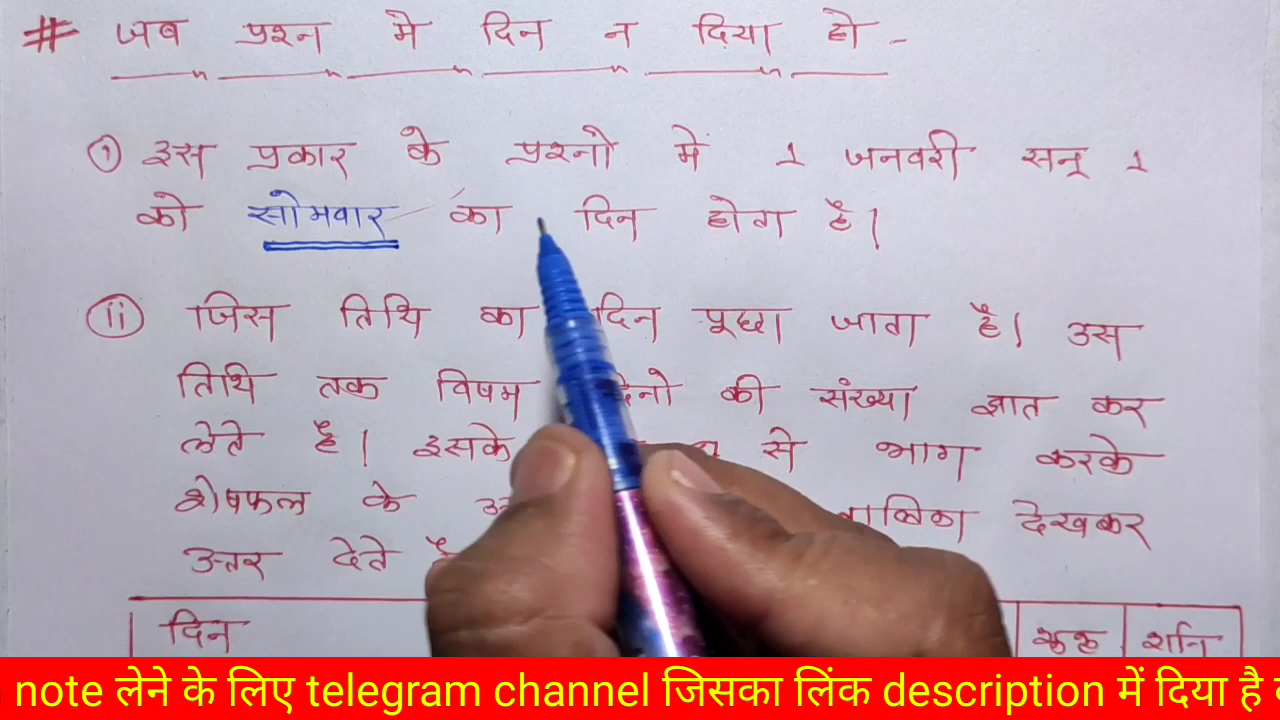 # जब प्रश्न मे दिन न दिया हो -
① इस प्रकार के प्रश्नो में 1 जनवरी सन् 1
को सोमवार का दिन होता है।
ⅱ जिस तिथि का दिन पूछा जाता है। उस
तिथि तक विषम की संख्या ज्ञात कर
लेते है। इसके से भाग करके
शेषफल के तालिका देखकर
उत्तर देते
दिन शनि
note लेने के लिए telegram channel जिसका लिंक description में दिया है